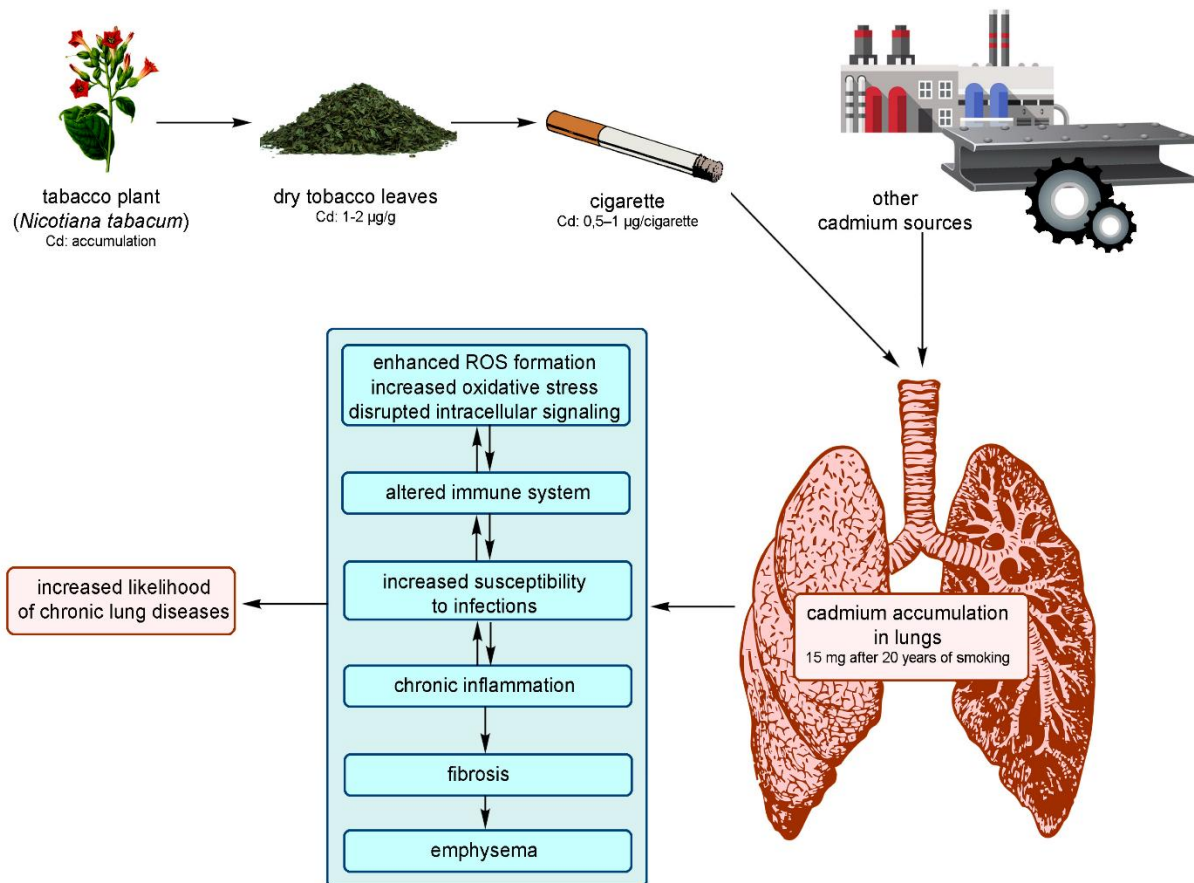 tabacco plant
(Nicotiana tabacum)
Cd: accumulation
dry tobacco leaves
Cd: 1-2 µg/g
cigarette
Cd: 0,5–1 µg/cigarette
other
cadmium sources
enhanced ROS formation
increased oxidative stress
disrupted intracellular signaling
altered immune system
increased susceptibility
to infections
chronic inflammation
fibrosis
emphysema
increased likelihood
of chronic lung diseases
cadmium accumulation
in lungs
15 mg after 20 years of smoking